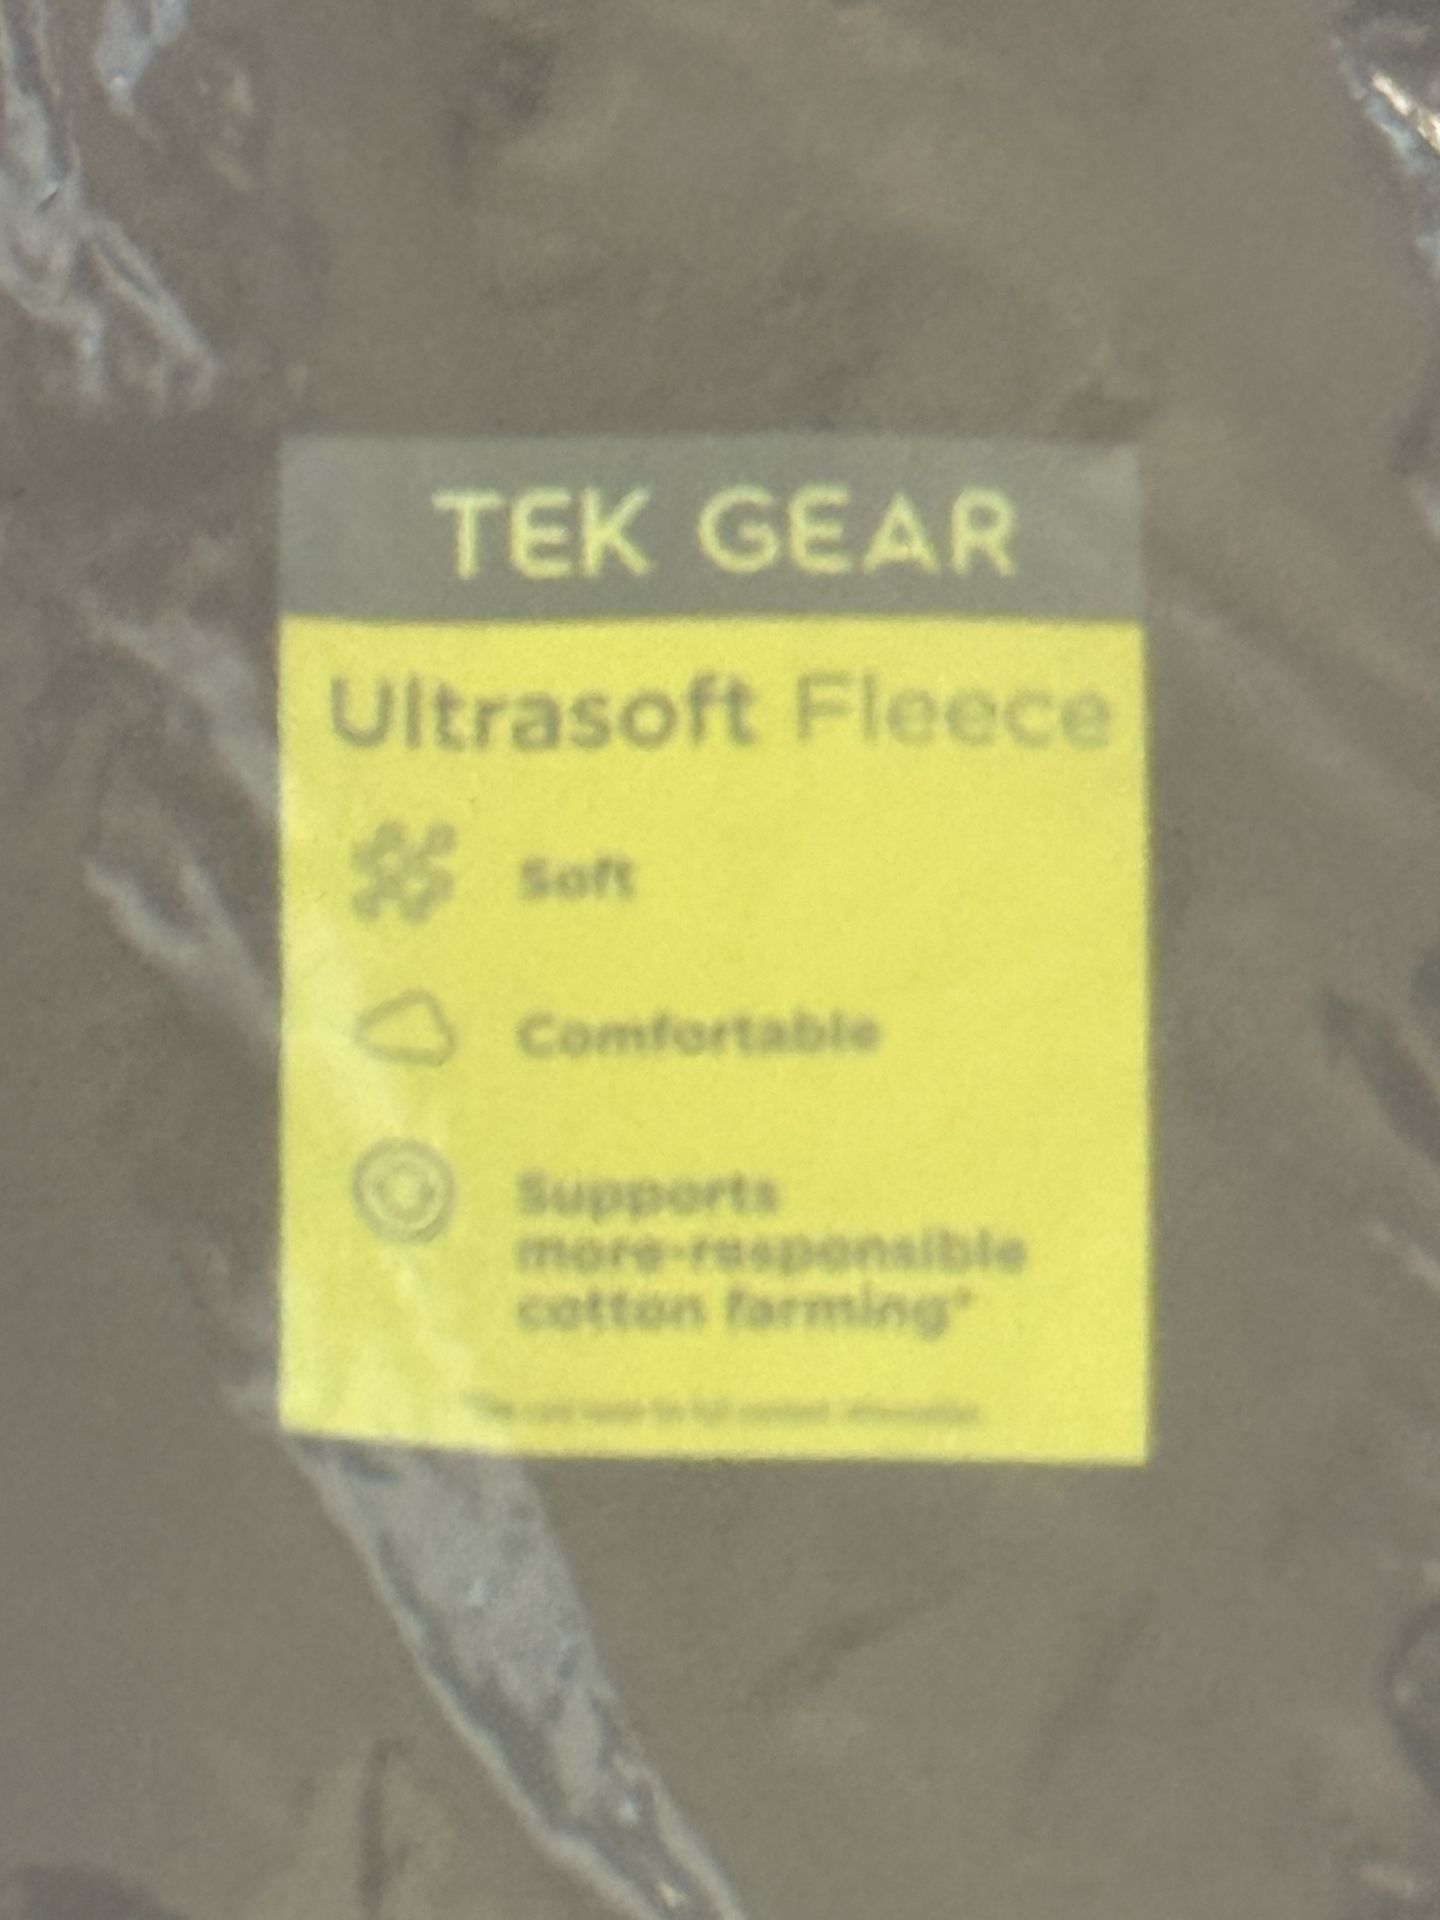 TEK GEAR
Ultrasoft Fleece
Soft
Comfortable
Supports
more-responsible
cotton farming*